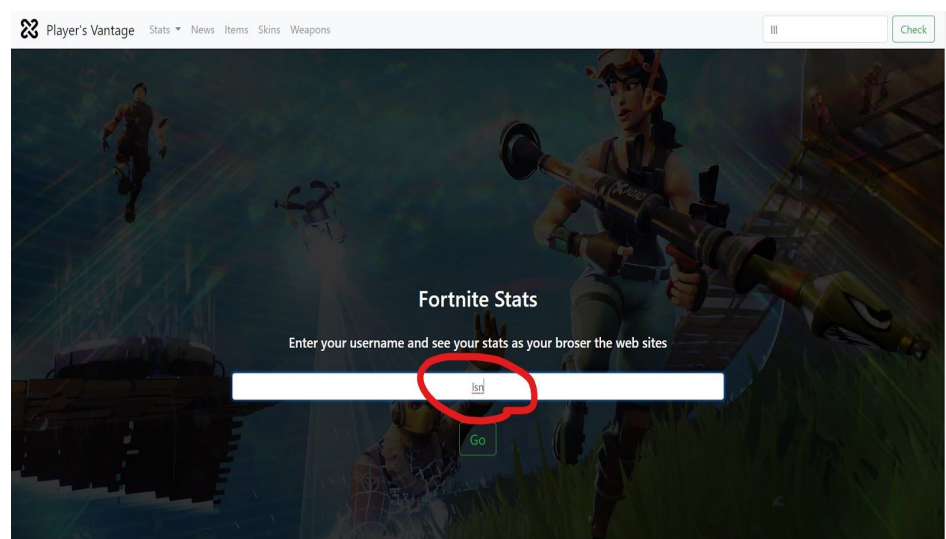 Player's Vantage Stats News Items Skins Weapons lll Check
Fortnite Stats
Enter your username and see your stats as your broser the web sites
lsn
Go